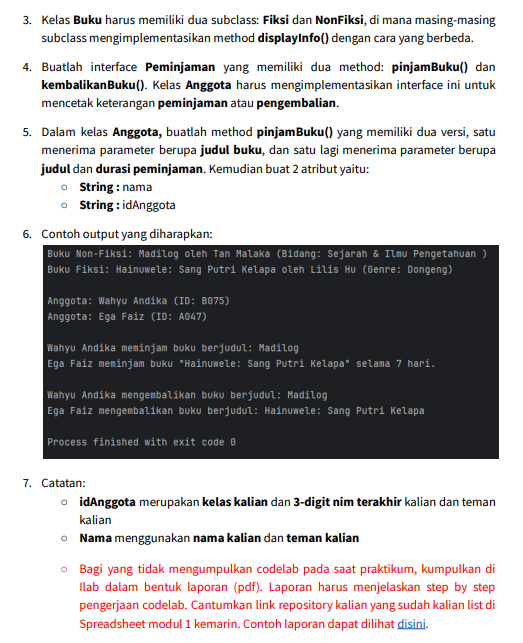 3. Kelas Buku harus memiliki dua subclass: Fiksi dan NonFiksi, di mana masing-masing
subclass mengimplementasikan method displayInfo() dengan cara yang berbeda.
4. Buatlah interface Peminjaman yang memiliki dua method: pinjamBuku() dan
kembalikanBuku(). Kelas Anggota harus mengimplementasikan interface ini untuk
mencetak keterangan peminjaman atau pengembalian.
5. Dalam kelas Anggota, buatlah method pinjamBuku() yang memiliki dua versi, satu
menerima parameter berupa judul buku, dan satu lagi menerima parameter berupa
judul dan durasi peminjaman. Kemudian buat 2 atribut yaitu:
○ String : nama
○ String : idAnggota
6. Contoh output yang diharapkan:
Buku Non-Fiksi: Madilog oleh Tan Malaka (Bidang: Sejarah & Ilmu Pengetahuan )
Buku Fiksi: Hainuwele: Sang Putri Kelapa oleh Lilis Hu (Genre: Dongeng)
Anggota: Wahyu Andika (ID: B075)
Anggota: Ega Faiz (ID: A047)
Wahyu Andika meminjam buku berjudul: Madilog
Ega Faiz meminjam buku "Hainuwele: Sang Putri Kelapa" selama 7 hari.
Wahyu Andika mengembalikan buku berjudul: Madilog
Ega Faiz mengembalikan buku berjudul: Hainuwele: Sang Putri Kelapa
Process finished with exit code 0
7. Catatan:
○ idAnggota merupakan kelas kalian dan 3-digit nim terakhir kalian dan teman
kalian
○ Nama menggunakan nama kalian dan teman kalian
○ Bagi yang tidak mengumpulkan codelab pada saat praktikum, kumpulkan di
Ilab dalam bentuk laporan (pdf). Laporan harus menjelaskan step by step
pengerjaan codelab. Cantumkan link repository kalian yang sudah kalian list di
Spreadsheet modul 1 kemarin. Contoh laporan dapat dilihat disini.